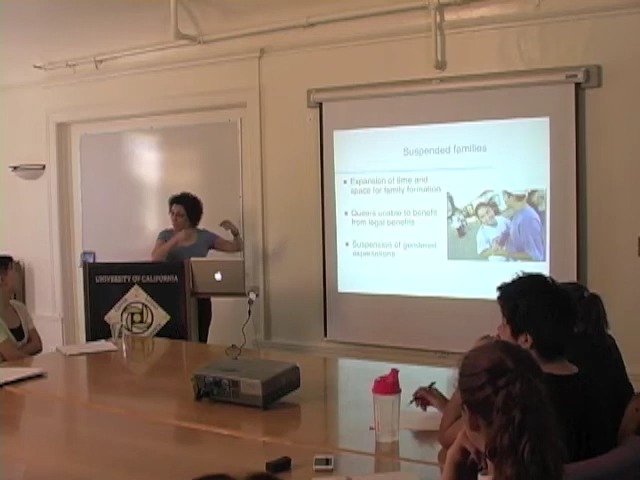 Suspended families
Expansion of time and
space for family formation
Queers unable to benefit
from legal benefits
Suspension of gendered
expectations
UNIVERSITY OF CALIFORNIA